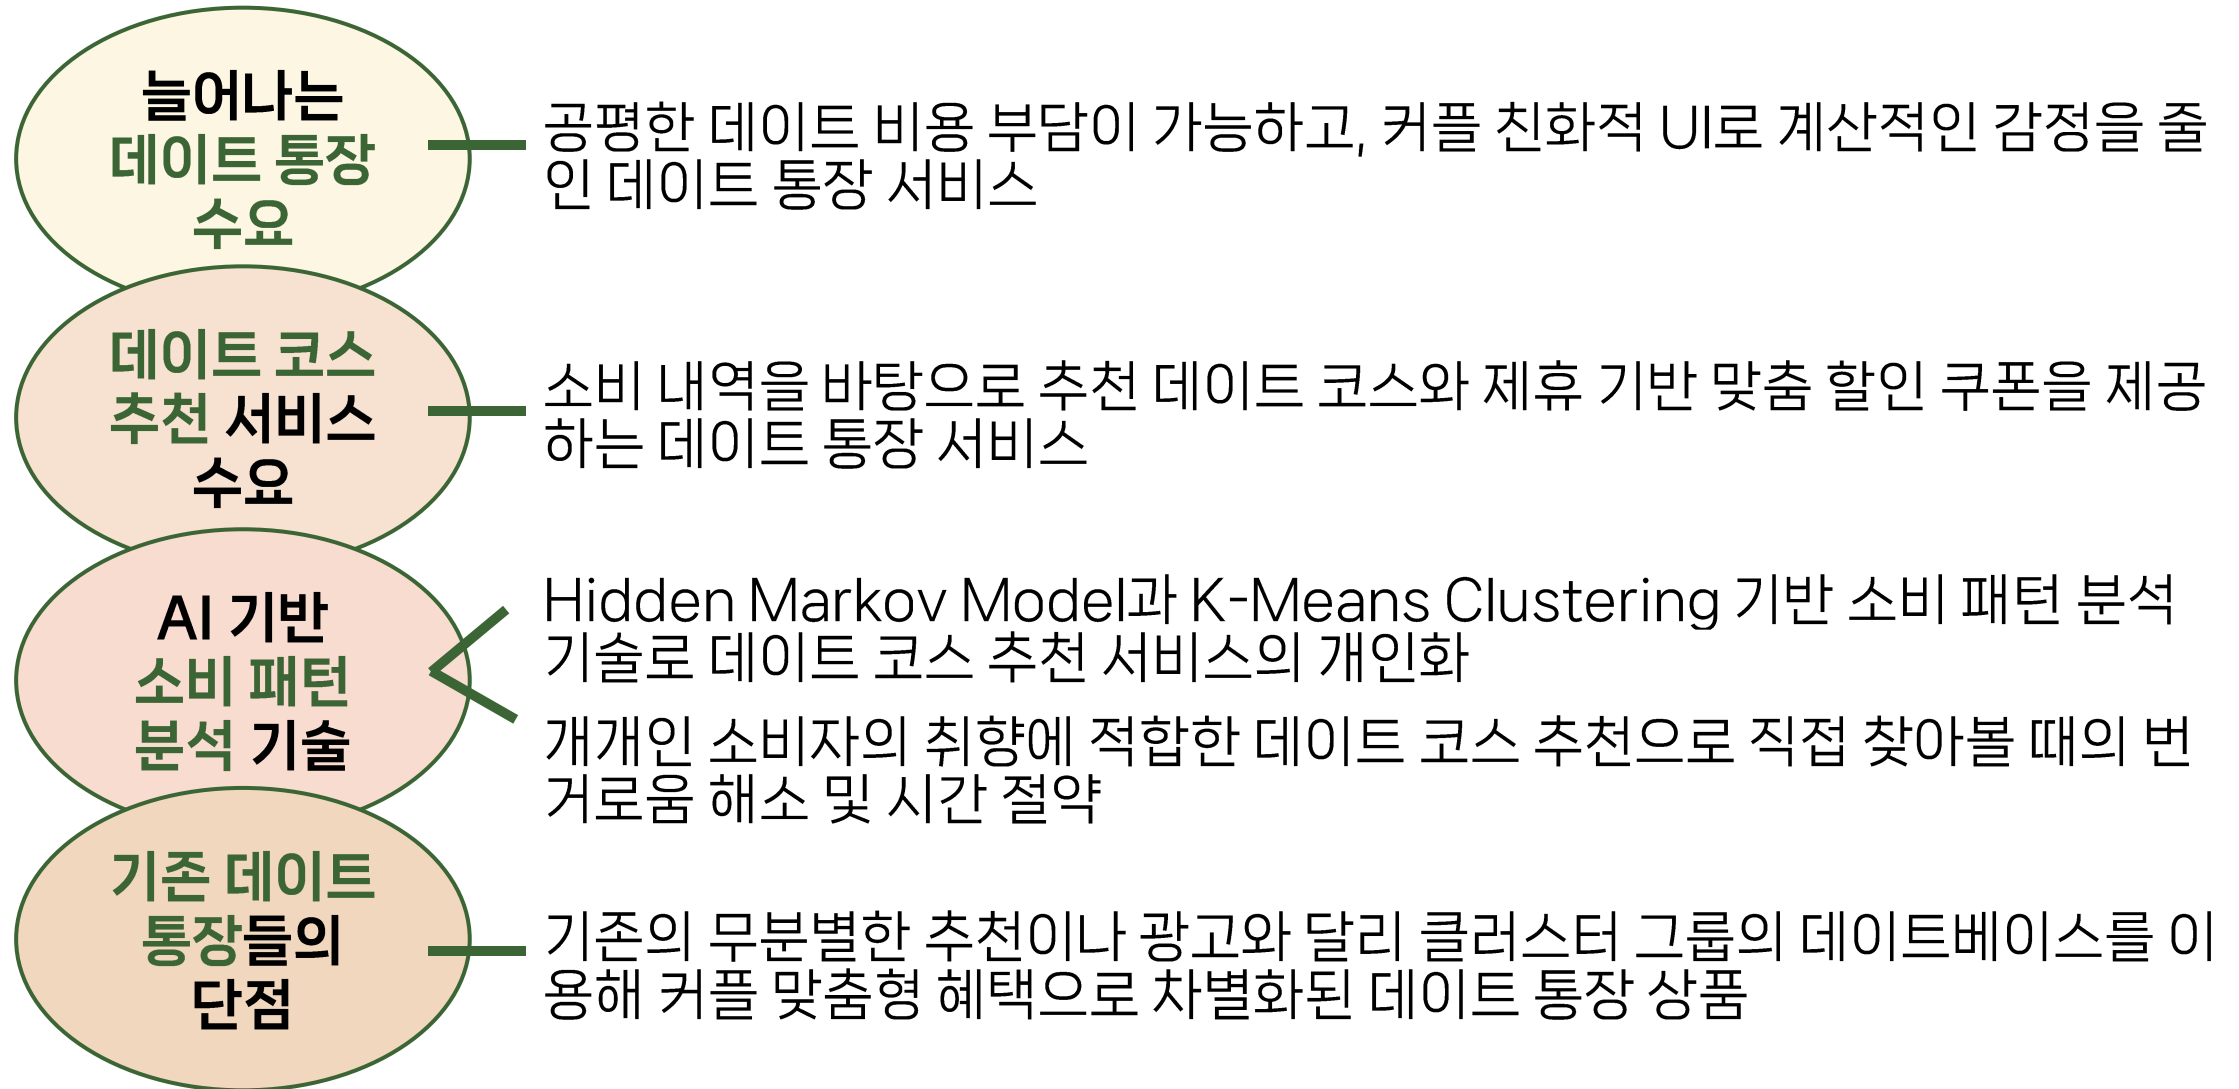 늘어나는
데이트 통장
수요
공평한 데이트 비용 부담이 가능하고, 커플 친화적 UI로 계산적인 감정을 줄
인 데이트 통장 서비스
데이트 코스
추천 서비스
수요
소비 내역을 바탕으로 추천 데이트 코스와 제휴 기반 맞춤 할인 쿠폰을 제공
하는 데이트 통장 서비스
AI 기반
소비 패턴
분석 기술
Hidden Markov Model과 K-Means Clustering 기반 소비 패턴 분석
기술로 데이트 코스 추천 서비스의 개인화
개개인 소비자의 취향에 적합한 데이트 코스 추천으로 직접 찾아볼 때의 번
거로움 해소 및 시간 절약
기존 데이트
통장들의
단점
기존의 무분별한 추천이나 광고와 달리 클러스터 그룹의 데이트베이스를 이
용해 커플 맞춤형 혜택으로 차별화된 데이트 통장 상품